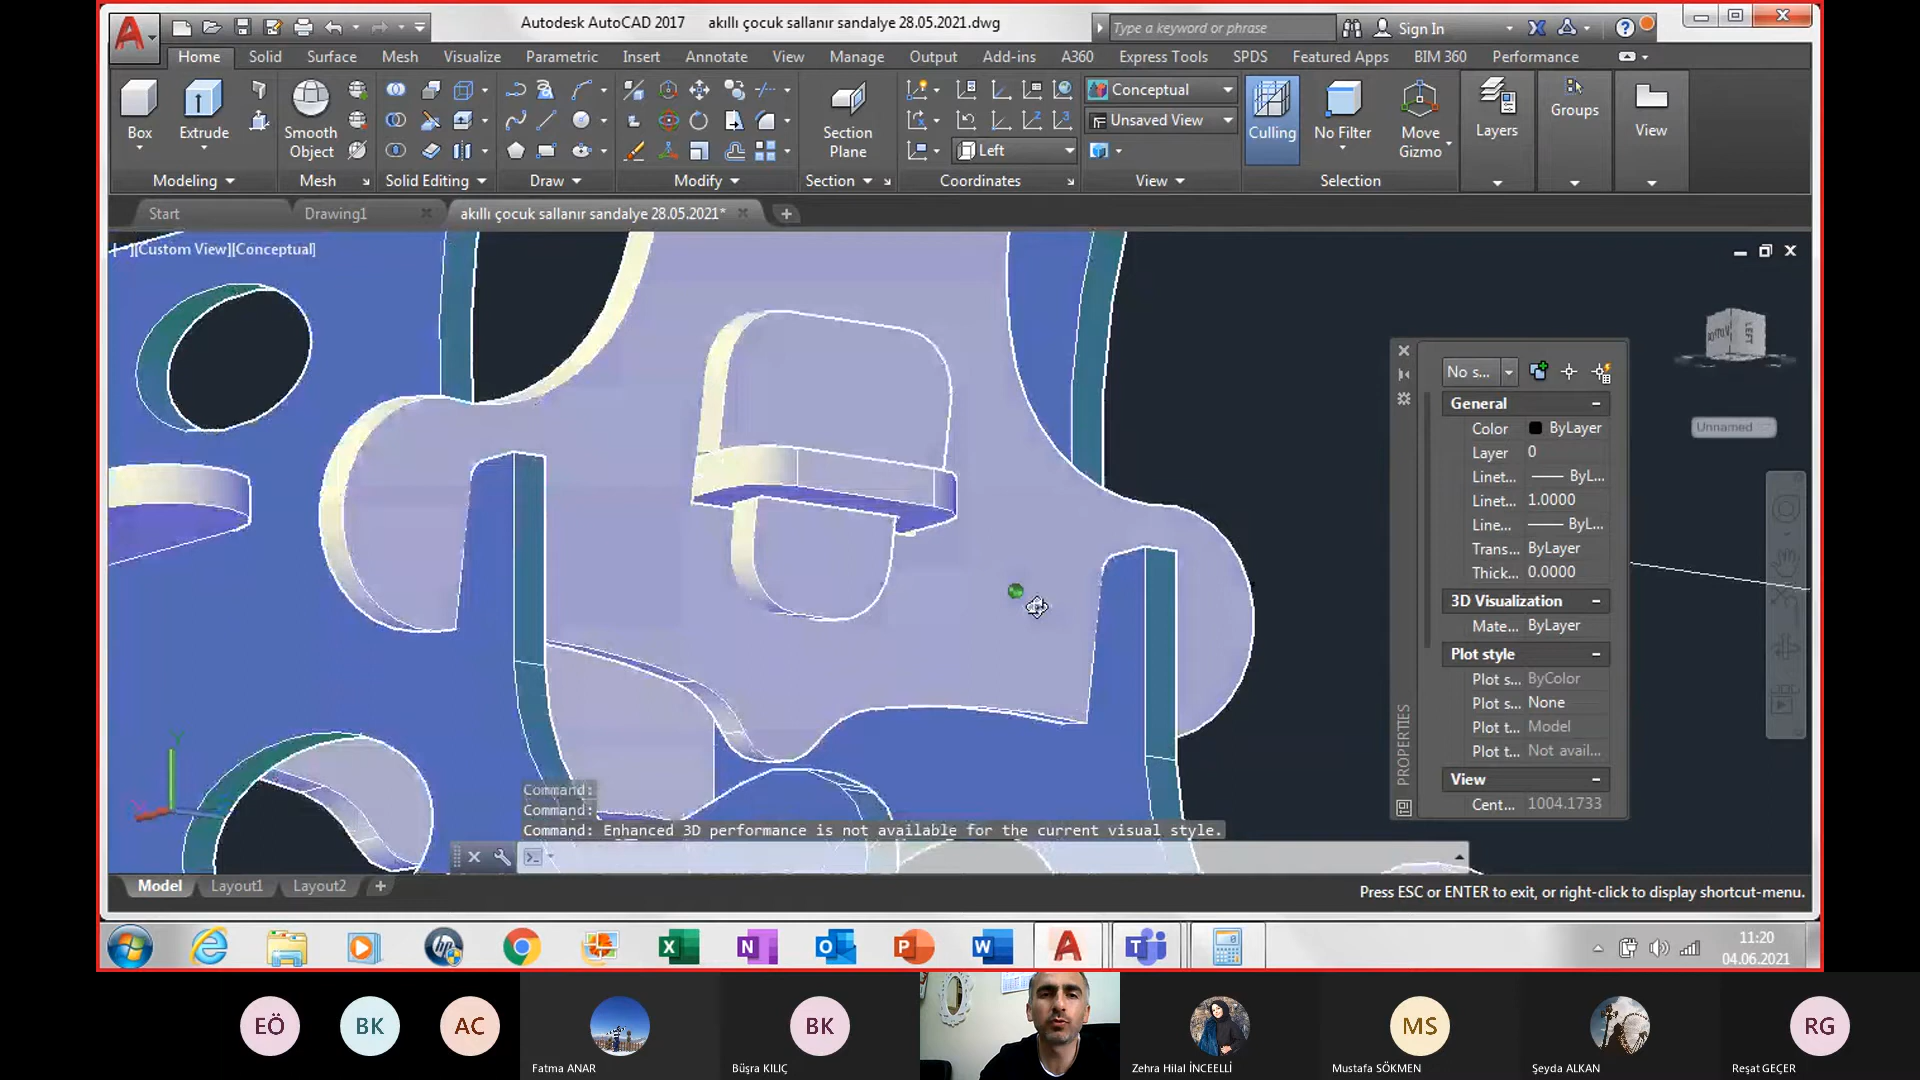 Autodesk AutoCAD 2017 akıllı çocuk sallanır sandalye 28.05.2021.dwg
Type a keyword or phrase
Sign In
Home Solid Surface Mesh Visualize Parametric Insert Annotate View Manage Output Add-ins A360 Express Tools SPDS Featured Apps BIM 360 Performance
Box
Extrude
Smooth
Object
Section
Plane
Conceptual
Unsaved View
Left
Culling
No Filter
Move
Gizmo
Layers
Groups
View
Modeling
Mesh
Solid Editing
Draw
Modify
Section
Coordinates
View
Selection
Start
Drawing1
akıllı çocuk sallanır sandalye 28.05.2021*
][Custom View][Conceptual]
LEFT
Unnamed
No s...
General
Color ByLayer
Layer 0
Linet... ByL...
Linet... 1.0000
Line... ByL...
Trans... ByLayer
Thick... 0.0000
3D Visualization
Mate... ByLayer
Plot style
Plot s... ByColor
Plot s... None
Plot t... Model
Plot t... Not avail...
View
Cent... 1004.1733
PROPERTIES
Y
X
Command:
Command:
Command: Enhanced 3D performance is not available for the current visual style.
Model Layout1 Layout2
Press ESC or ENTER to exit, or right-click to display shortcut-menu.
11:20
04.06.2021
EÖ
BK
AC
Fatma ANAR
BK
Büşra KILIÇ
Zehra Hilal İNCEELLİ
MS
Mustafa SÖKMEN
Şeyda ALKAN
RG
Reşat GEÇER